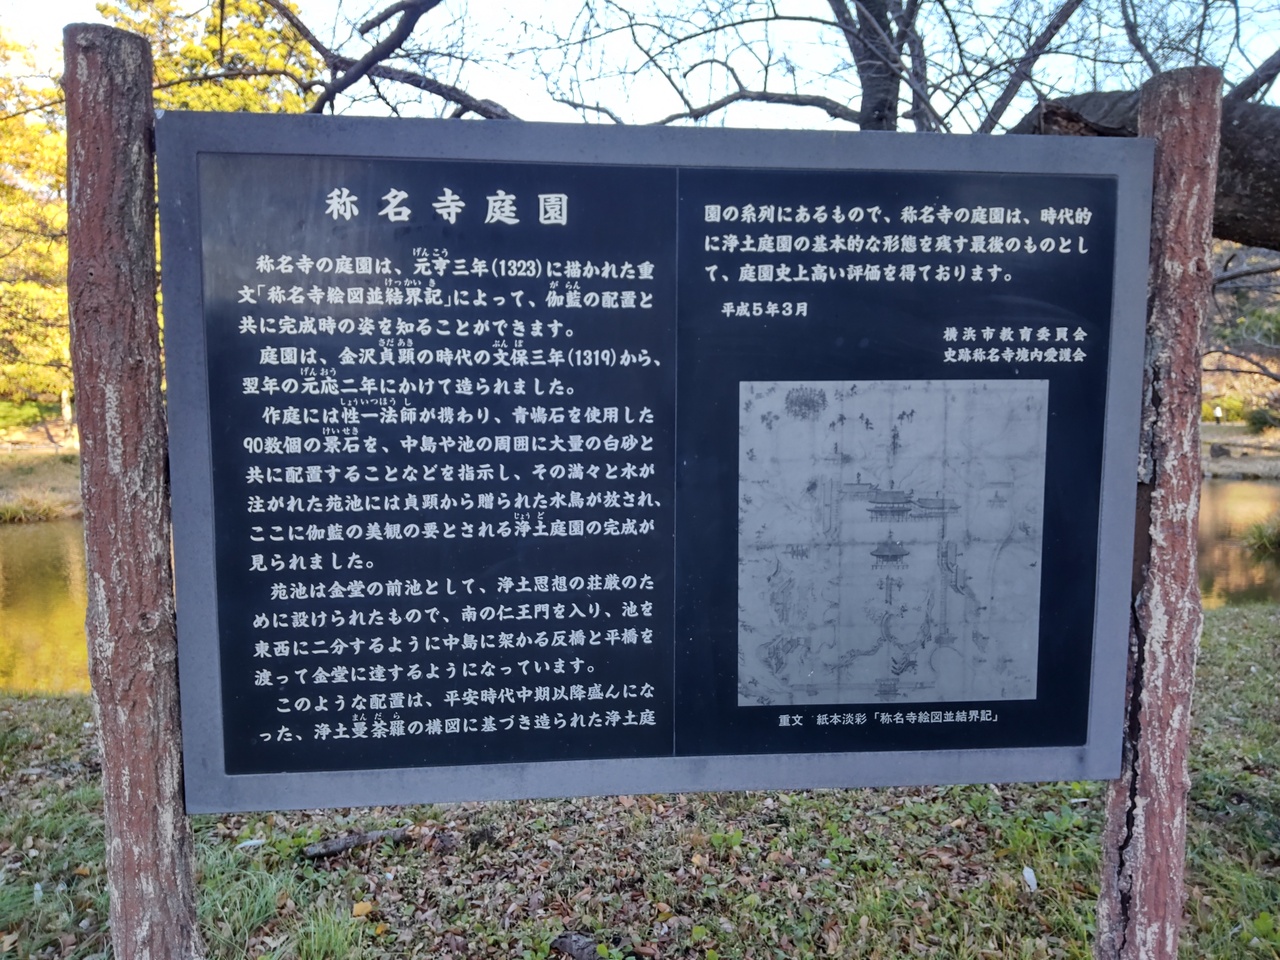 称名寺庭園
称名寺の庭園は、元亨三年(1323)に描かれた重
文「称名寺絵図並結界記」によって、伽藍の配置と
共に完成時の姿を知ることができます。
庭園は、金沢貞顕の時代の文保三年(1319)から、
翌年の元応二年にかけて造られました。
作庭には性一法師が携わり、青嶋石を使用した
90数個の景石を、中島や池の周囲に大量の白砂と
共に配置することなどを指示し、その満々と水が
注がれた苑池には貞顕から贈られた水鳥が放され、
ここに伽藍の美観の要とされる浄土庭園の完成が
見られました。
苑池は金堂の前池として、浄土思想の荘厳のた
めに設けられたもので、南の仁王門を入り、池を
東西に二分するように中島に架かる反橋と平橋を
渡って金堂に達するようになっています。
このような配置は、平安時代中期以降盛んにな
った、浄土曼荼羅の構図に基づき造られた浄土庭
園の系列にあるもので、称名寺の庭園は、時代的
に浄土庭園の基本的な形態を残す最後のものとし
て、庭園史上高い評価を得ております。
平成5年3月
横浜市教育委員会
史跡称名寺境内愛護会
重文 紙本淡彩「称名寺絵図並結界記」